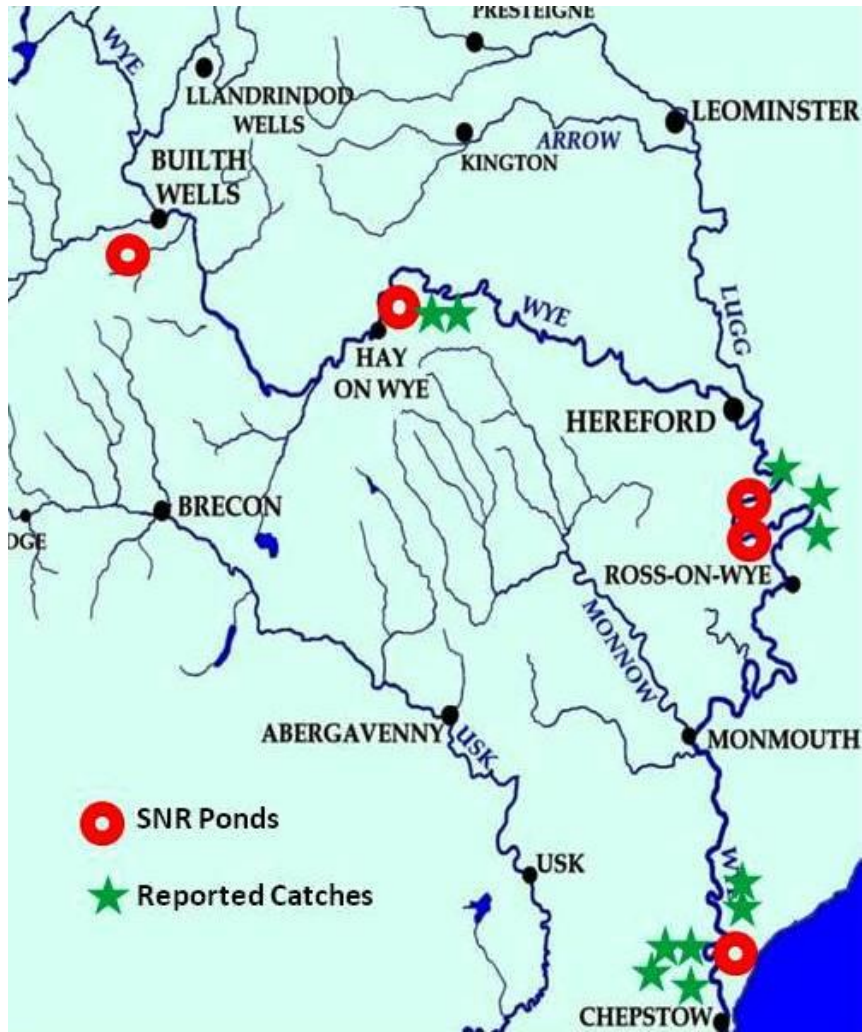 PRESTEIGNE
WYE
LLANDRINDOD
WELLS
LEOMINSTER
ARROW
KINGTON
BUILTH
WELLS
LUGG
WYE
HAY
ON WYE
HEREFORD
BRECON
ROSS-ON-WYE
MONNOW
ABERGAVENNY
USK
MONMOUTH
SNR Ponds
USK
Reported Catches
CHEPSTOW